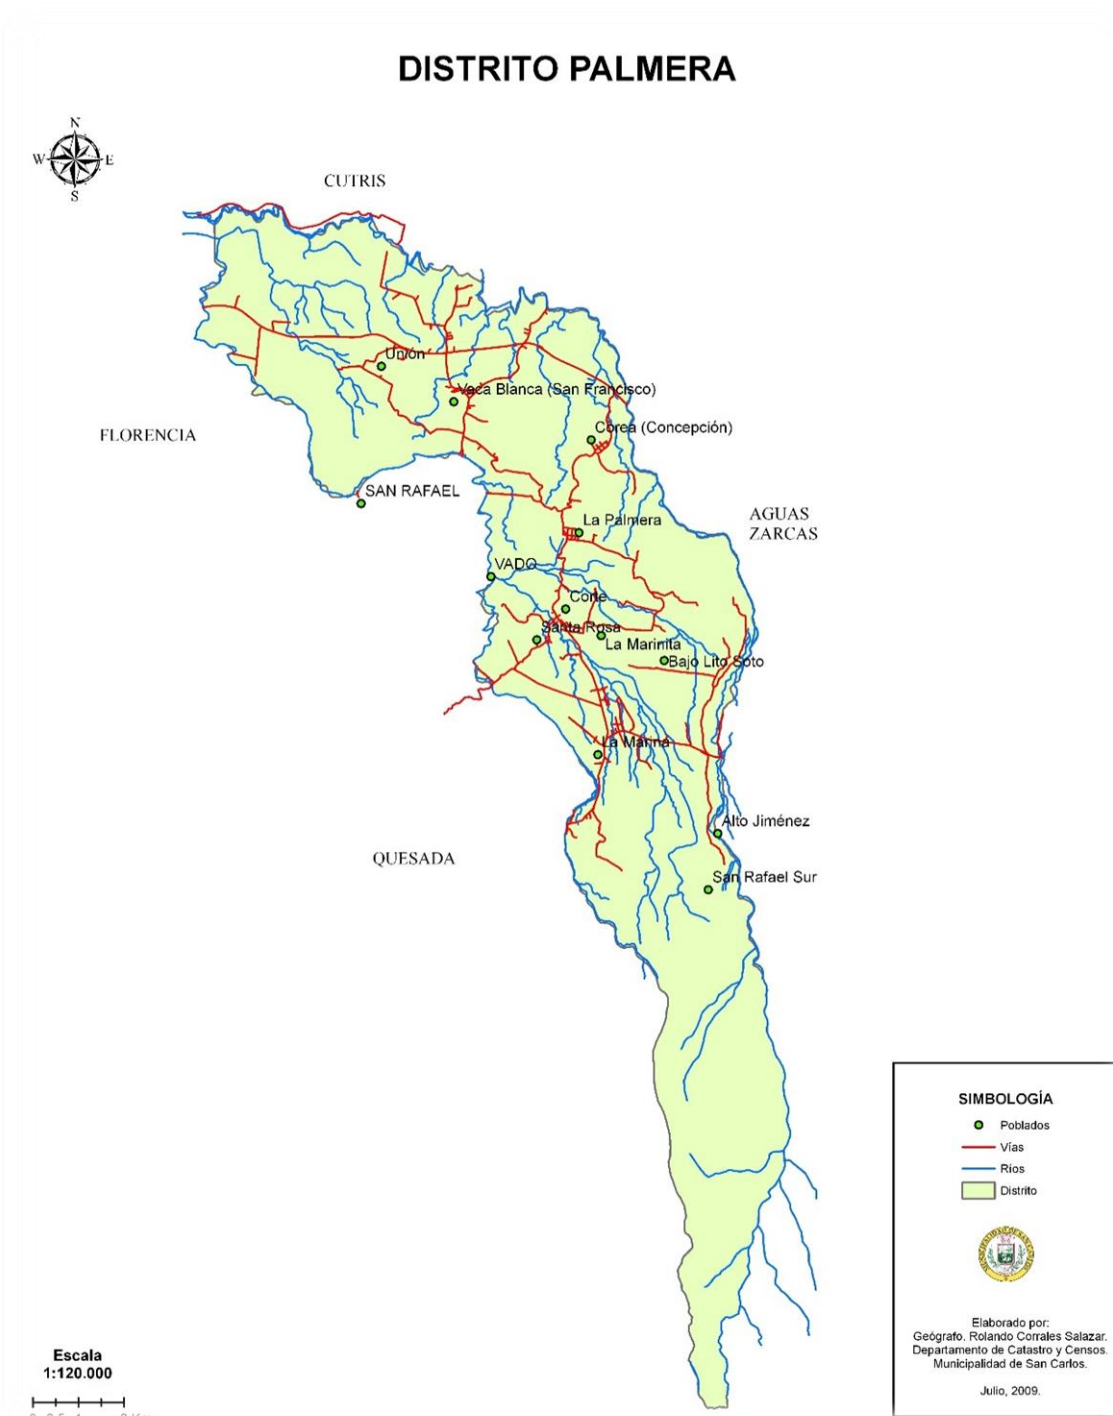 DISTRITO PALMERA
N
W E
S
CUTRIS
Unión
Vaca Blanca (San Francisco)
Corea (Concepción)
FLORENCIA
SAN RAFAEL
AGUAS
ZARCAS
La Palmera
VADO
Corte
Santa Rosa
La Marinita
Bajo Lito Soto
La Marina
Alto Jiménez
QUESADA
San Rafael Sur
SIMBOLOGÍA
Poblados
Vías
Rios
Distrito
Elaborado por:
Geógrafo. Rolando Corrales Salazar.
Departamento de Catastro y Censos.
Municipalidad de San Carlos.
Julio, 2009.
Escala
1:120.000